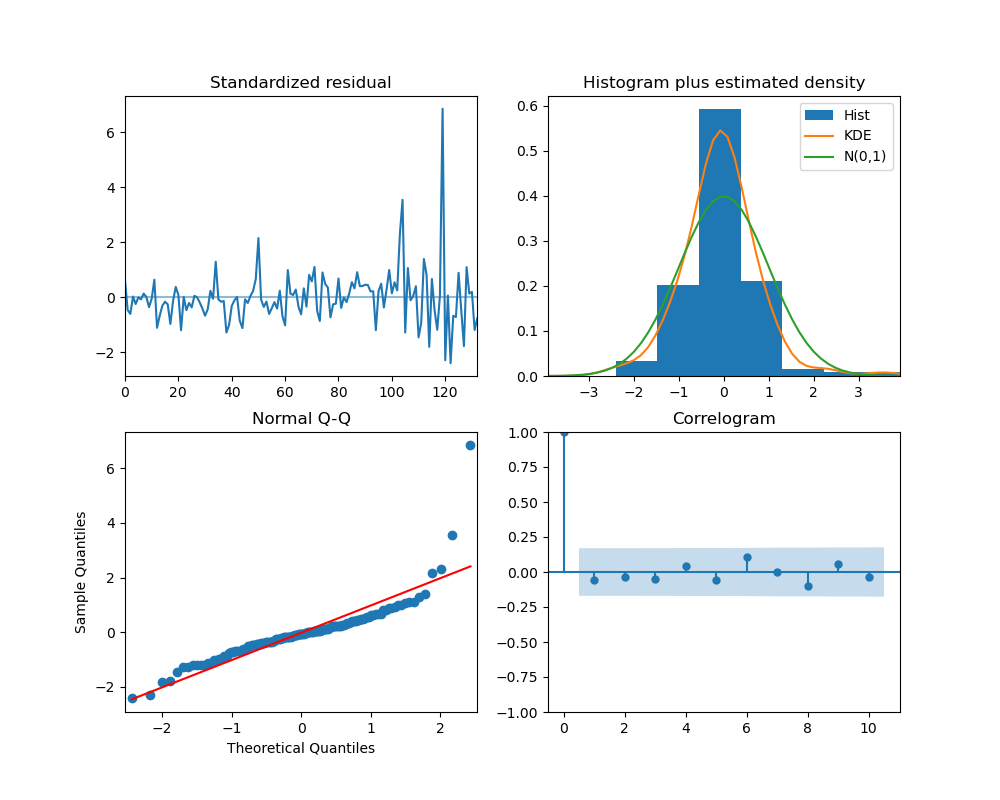 Standardized residual
6
4
2
0
−2
0 20 40 60 80 100 120
Histogram plus estimated density
0.6
0.5
0.4
0.3
0.2
0.1
0.0
Hist
KDE
N(0,1)
−3 −2 −1 0 1 2 3
Normal Q-Q
Sample Quantiles
6
4
2
0
−2
−2 −1 0 1 2
Theoretical Quantiles
Correlogram
1.00
0.75
0.50
0.25
0.00
−0.25
−0.50
−0.75
−1.00
0 2 4 6 8 10